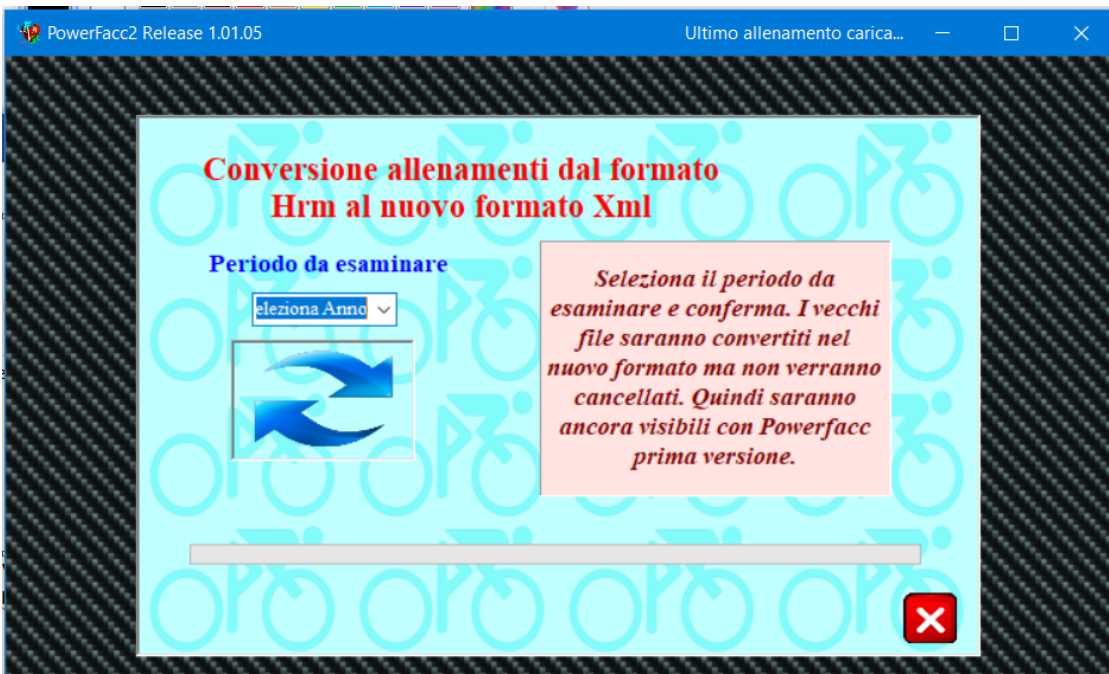 PowerFacc2 Release 1.01.05
Ultimo allenamento carica...
Conversione allenamenti dal formato
Hrm al nuovo formato Xml
Periodo da esaminare
eleziona Anno
Seleziona il periodo da
esaminare e conferma. I vecchi
file saranno convertiti nel
nuovo formato ma non verranno
cancellati. Quindi saranno
ancora visibili con Powerfacc
prima versione.